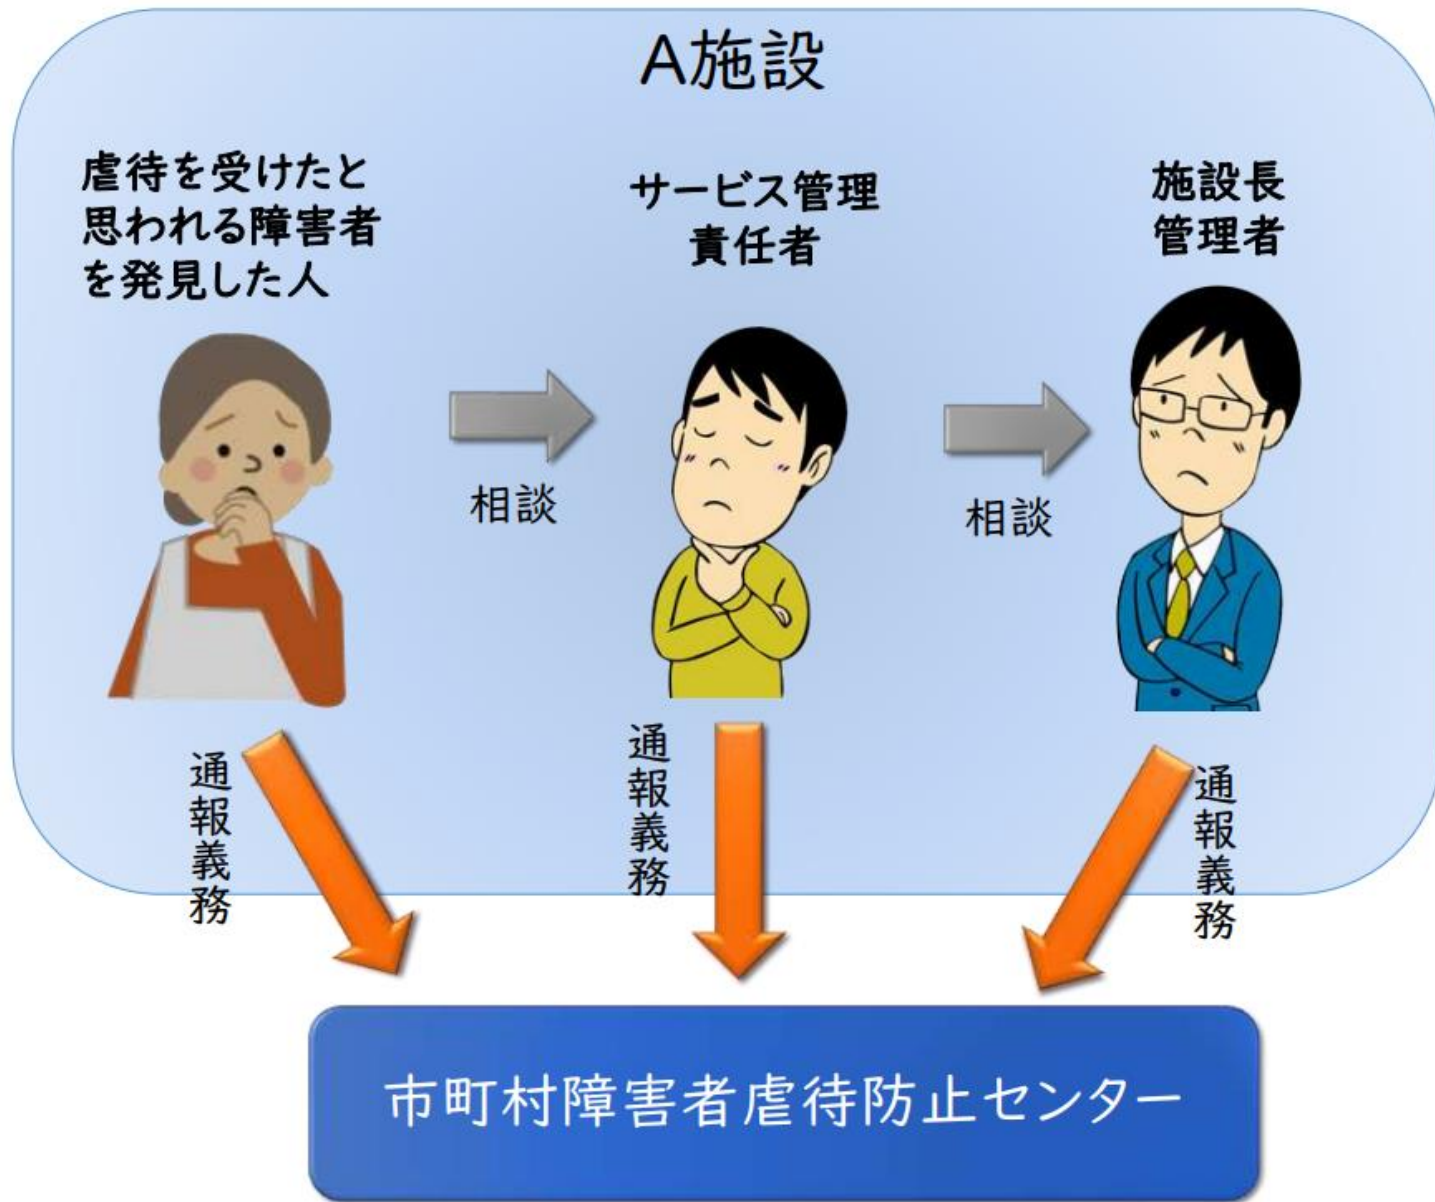 A施設
虐待を受けたと
思われる障害者
を発見した人
サービス管理
責任者
施設長
管理者
相談
相談
通報義務
通報義務
通報義務
市町村障害者虐待防止センター